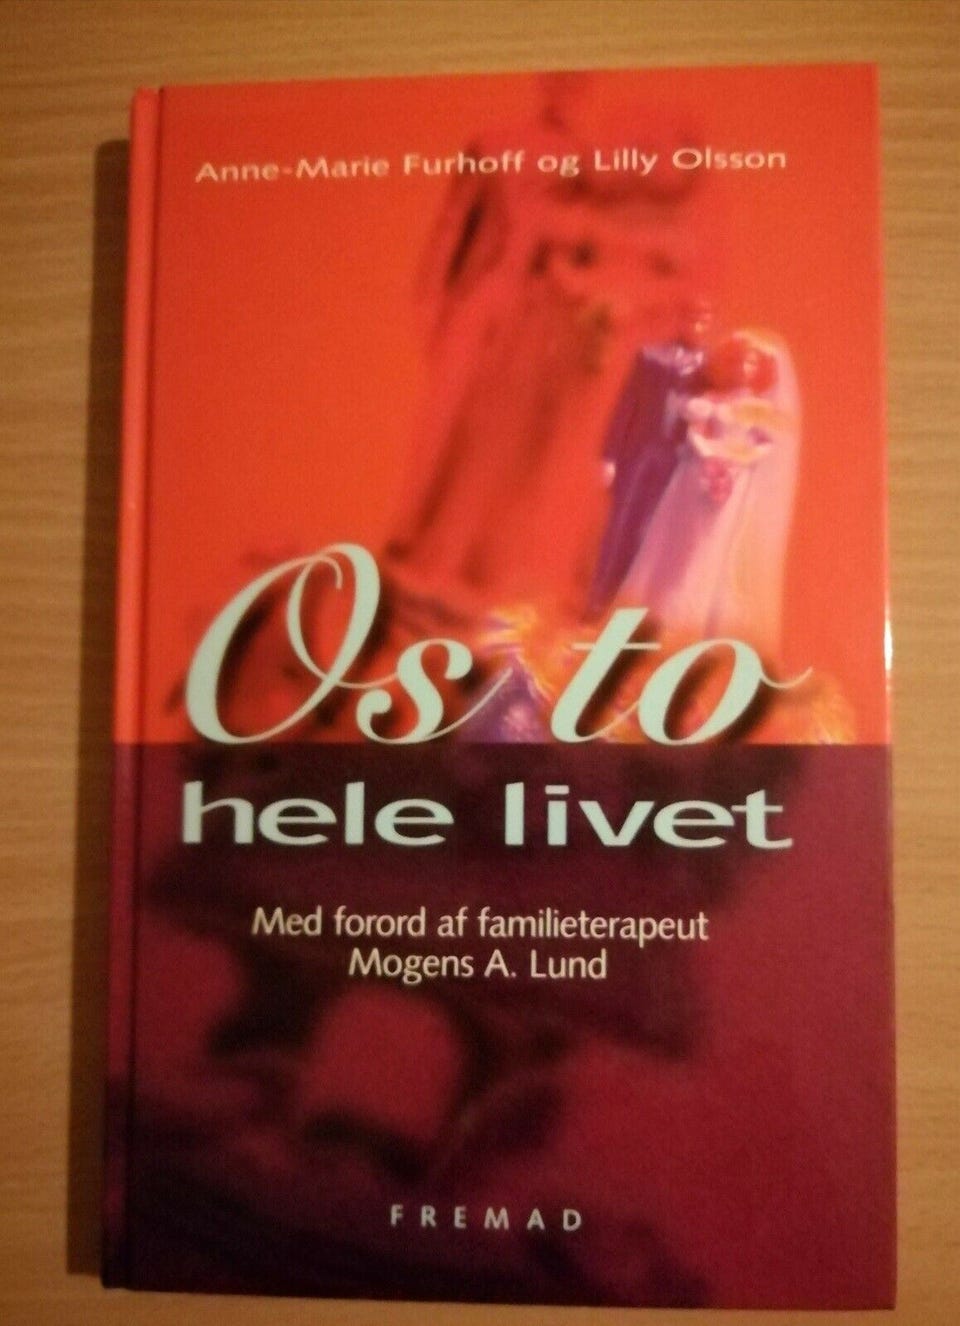 Anne-Marie Furhoff og Lilly Olsson
Os to
hele livet
Med forord af familieterapeut
Mogens A. Lund
FREMAD